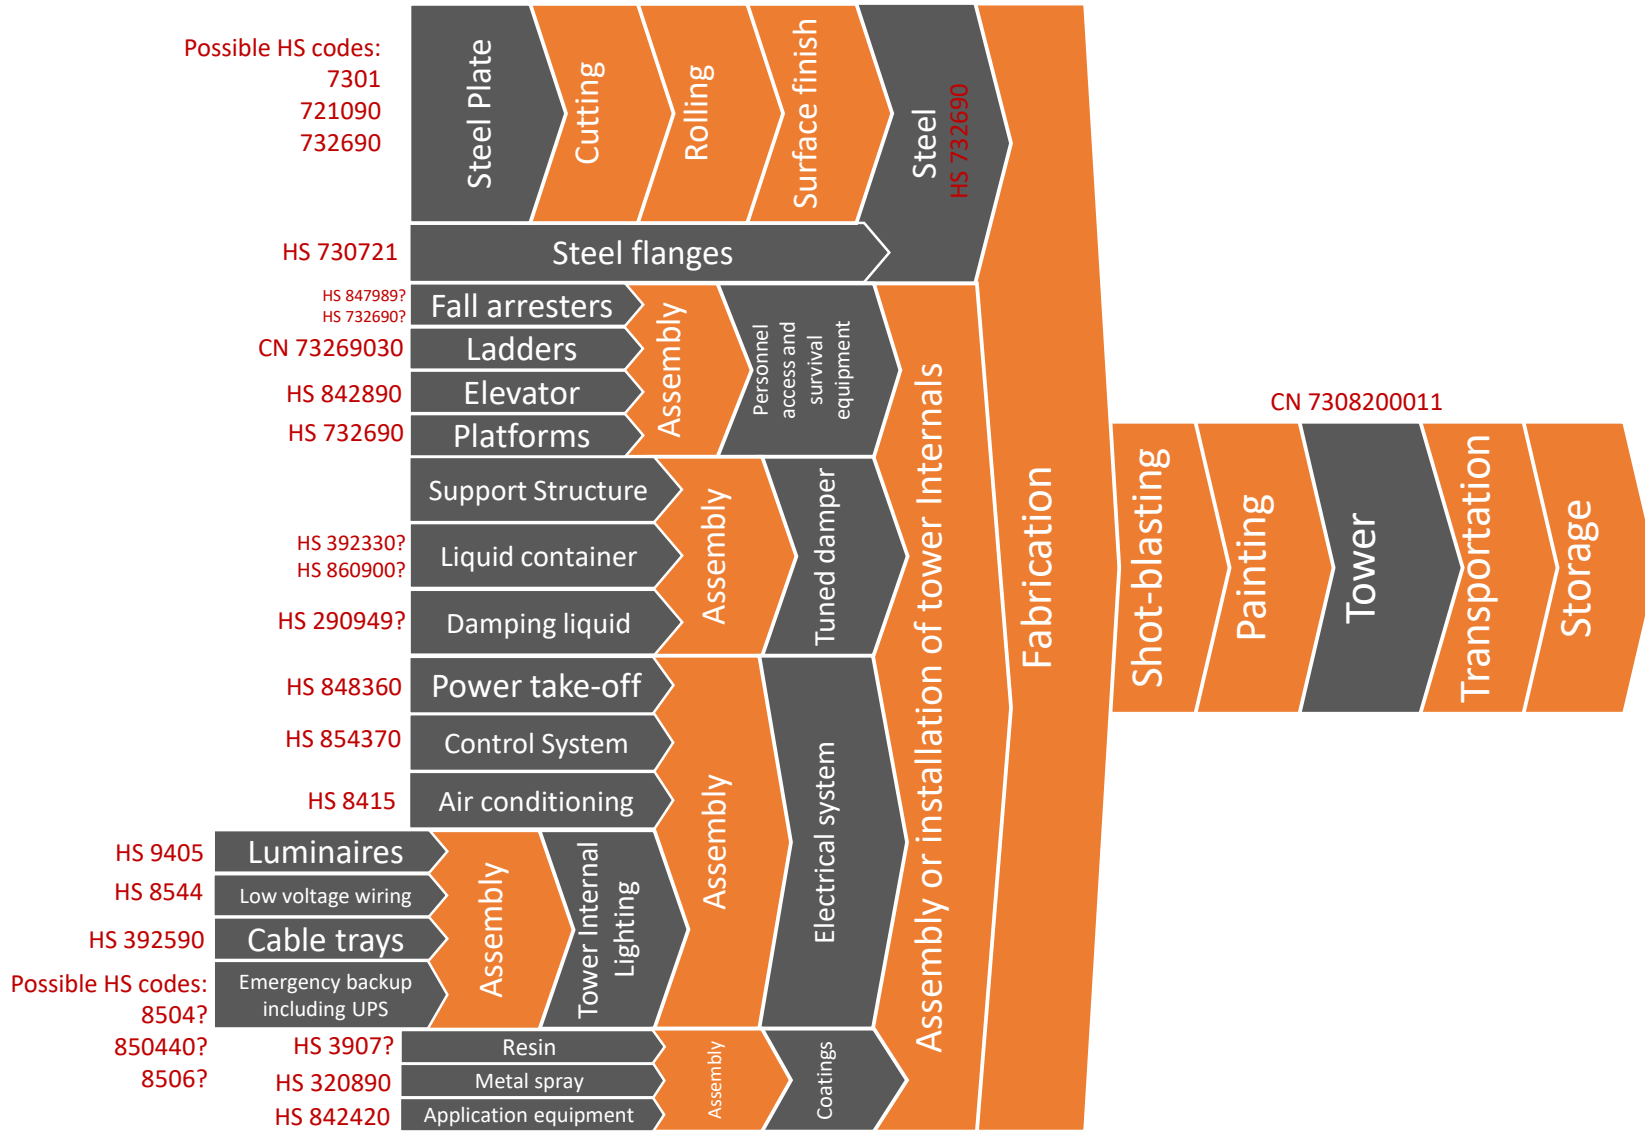 Possible HS codes:
7301
721090
732690
Steel Plate
Cutting
Rolling
Surface finish
Steel
HS 732690
HS 730721
Steel flanges
HS 847989?
HS 732690?
Fall arresters
CN 73269030
Ladders
HS 842890
Elevator
HS 732690
Platforms
Assembly
Personnel
access and
survival
equipment
Support Structure
HS 392330?
HS 860900?
Liquid container
HS 290949?
Damping liquid
Assembly
Tuned damper
HS 848360
Power take-off
HS 854370
Control System
HS 8415
Air conditioning
HS 9405
Luminaires
HS 8544
Low voltage wiring
HS 392590
Cable trays
Possible HS codes:
8504?
850440?
8506?
Emergency backup
including UPS
Assembly
Tower Internal
Lighting
Assembly
Electrical system
HS 3907?
Resin
HS 320890
Metal spray
HS 842420
Application equipment
Assembly
Coatings
Assembly or installation of tower Internals
Fabrication
CN 7308200011
Shot-blasting
Painting
Tower
Transportation
Storage